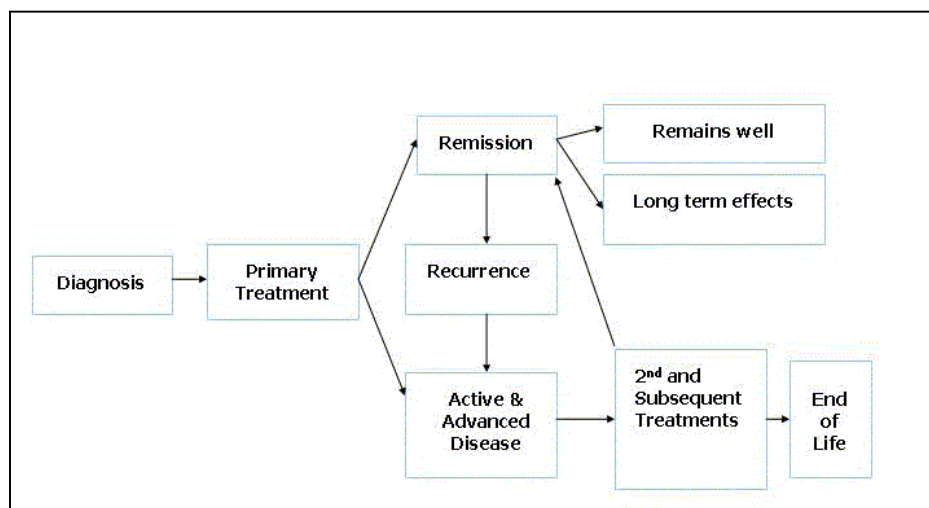 Remission
Remains well
Long term effects
Diagnosis
Primary
Treatment
Recurrence
Active &
Advanced
Disease
2nd and
Subsequent
Treatments
End
of
Life